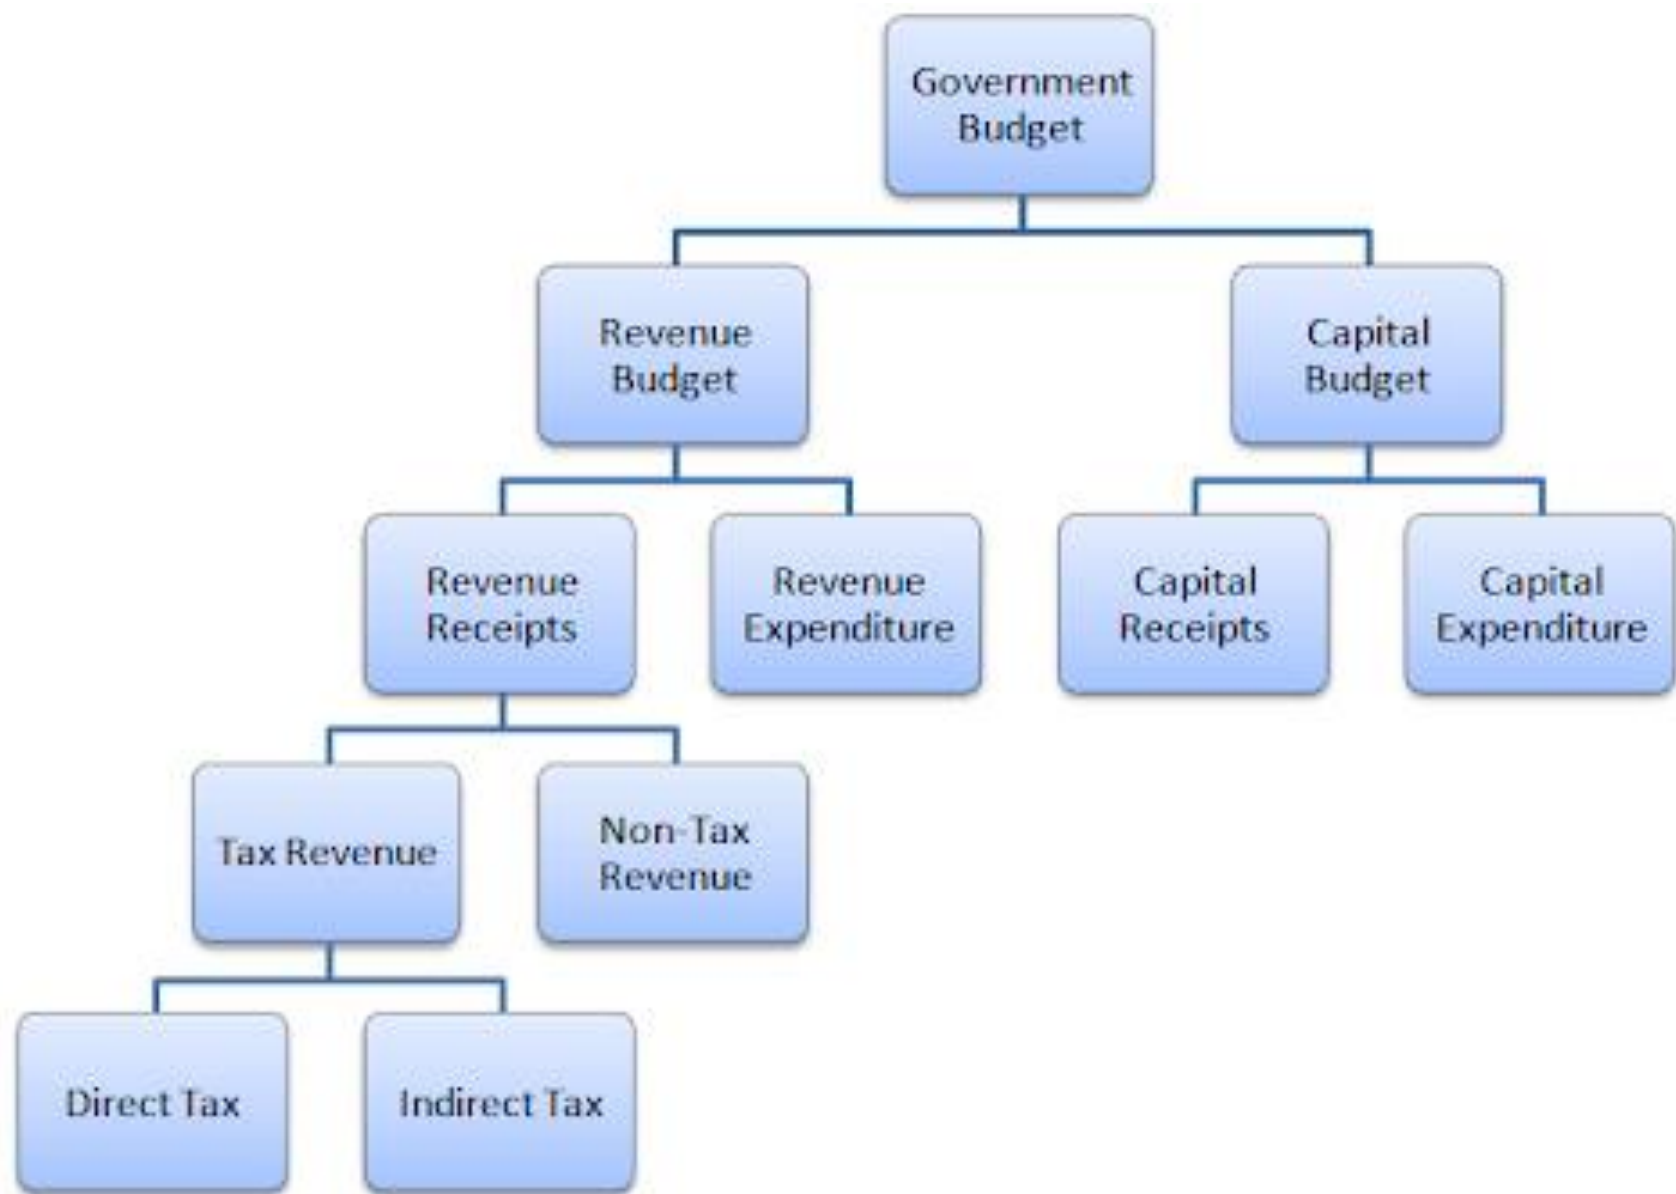 Government
Budget
Revenue
Budget
Capital
Budget
Revenue
Receipts
Revenue
Expenditure
Capital
Receipts
Capital
Expenditure
Tax Revenue
Non-Tax
Revenue
Direct Tax
Indirect Tax